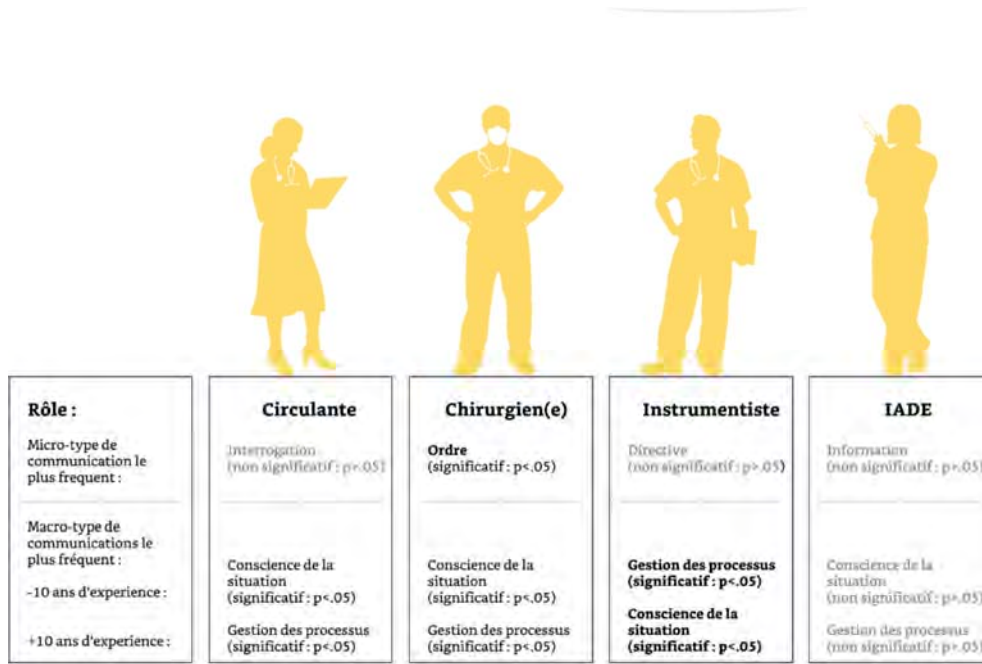 Rôle :
Micro-type de
communication le
plus frequent :
Macro-type de
communications le
plus fréquent :
-10 ans d'experience :
+10 ans d'experience :
Circulante
Interrogation
(non significatif : p>.05)
Conscience de la
situation
(significatif : p<.05)
Gestion des processus
(significatif : p<.05)
Chirurgien(e)
Ordre
(significatif : p<.05)
Conscience de la
situation
(significatif : p<.05)
Gestion des processus
(significatif : p<.05)
Instrumentiste
Directive
(non significatif : p>.05)
Gestion des processus
(significatif : p<.05)
Conscience de la
situation
(significatif : p<.05)
IADE
Information
(non significatif : p>.05)
Conscience de la
situation
(non significatif : p>.05)
Gestion des processus
(non significatif : p>.05)